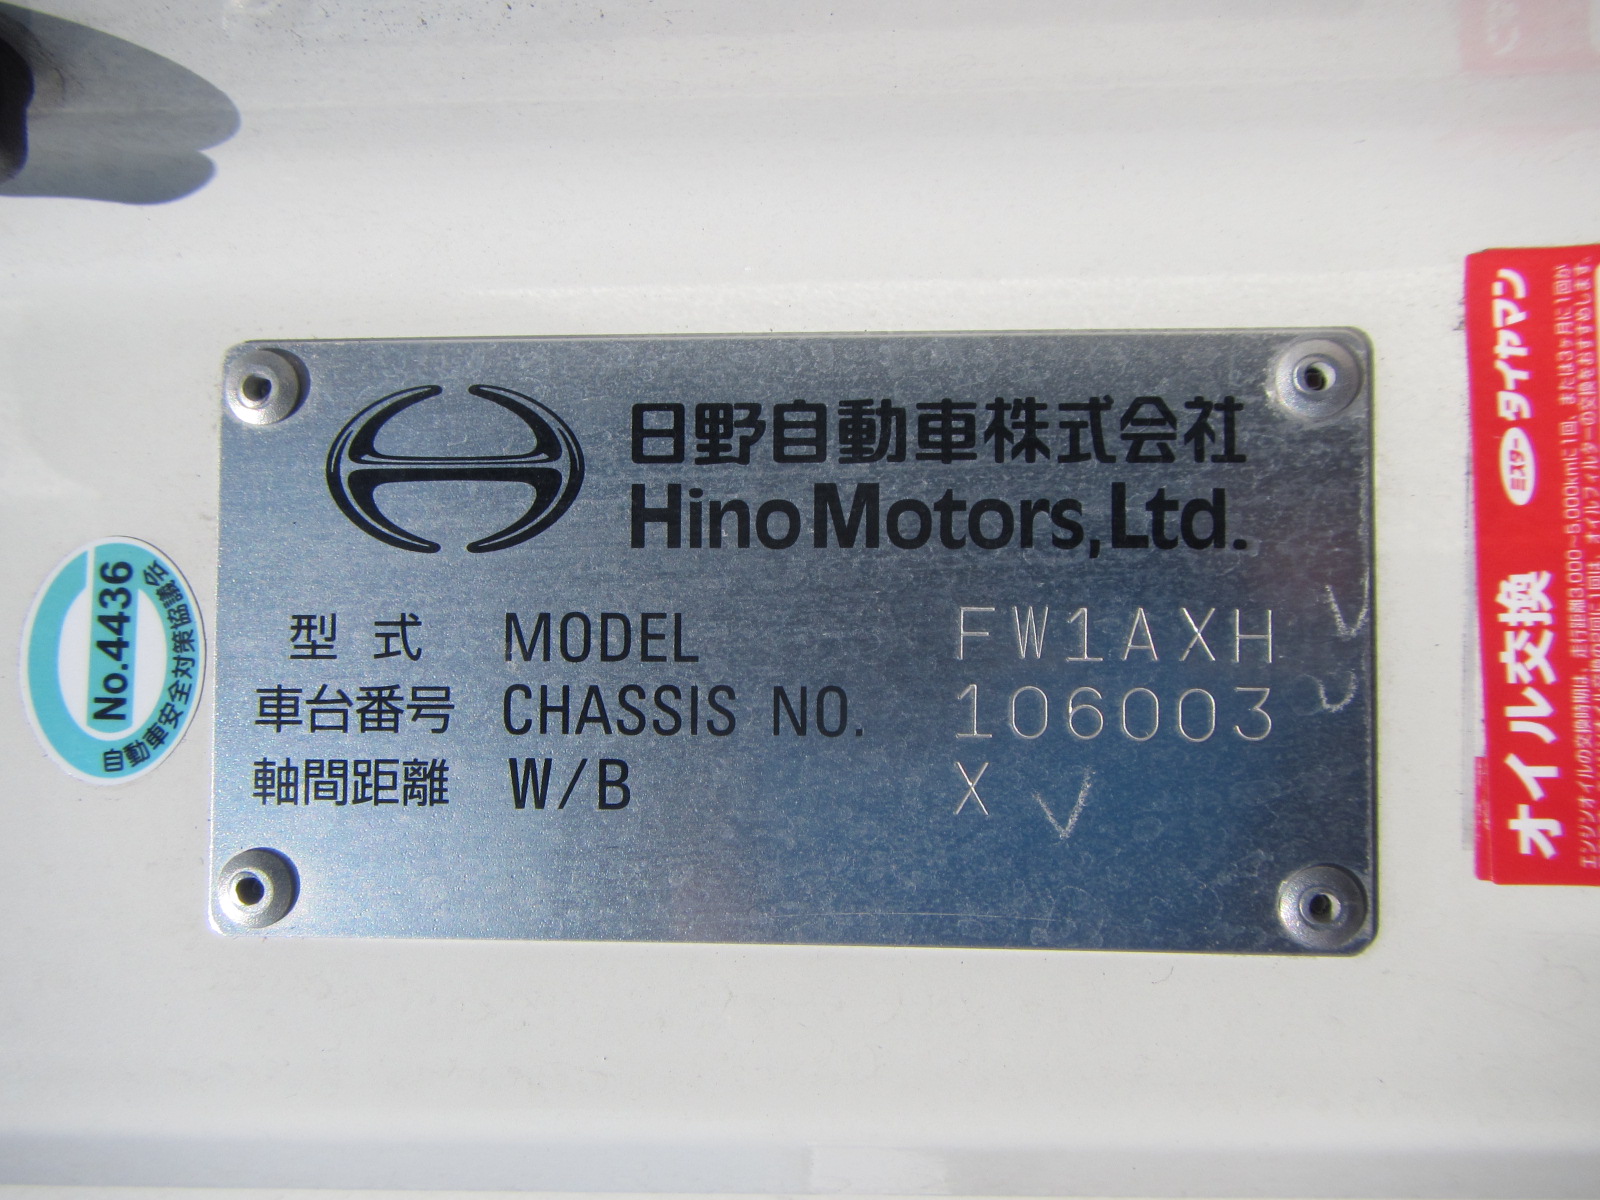 日野自動車株式会社
Hino Motors, Ltd.
型式 MODEL FW1AXH
車台番号 CHASSIS NO. 106003
軸間距離 W/B X
No.4436
自動車安全対策協議会
ミスタータイヤマン
オイル交換